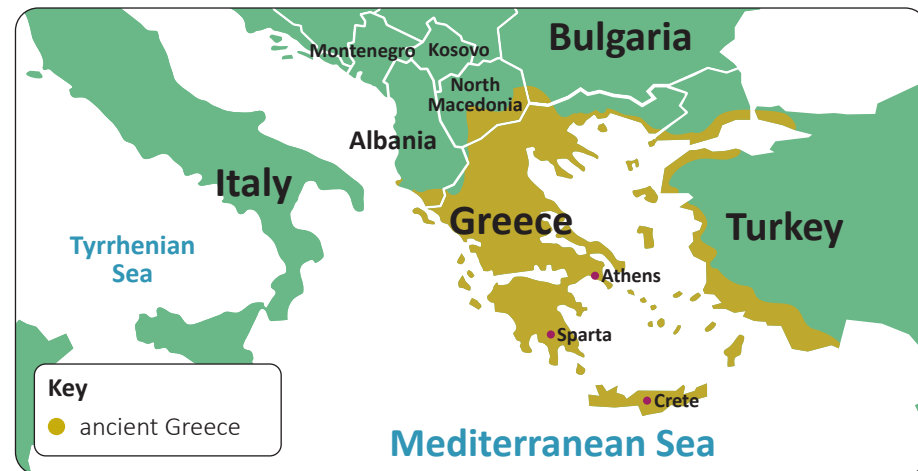 Bulgaria
Montenegro
Kosovo
North
Macedonia
Albania
Italy
Greece
Turkey
Tyrrhenian
Sea
Athens
Sparta
Crete
Key
ancient Greece
Mediterranean Sea